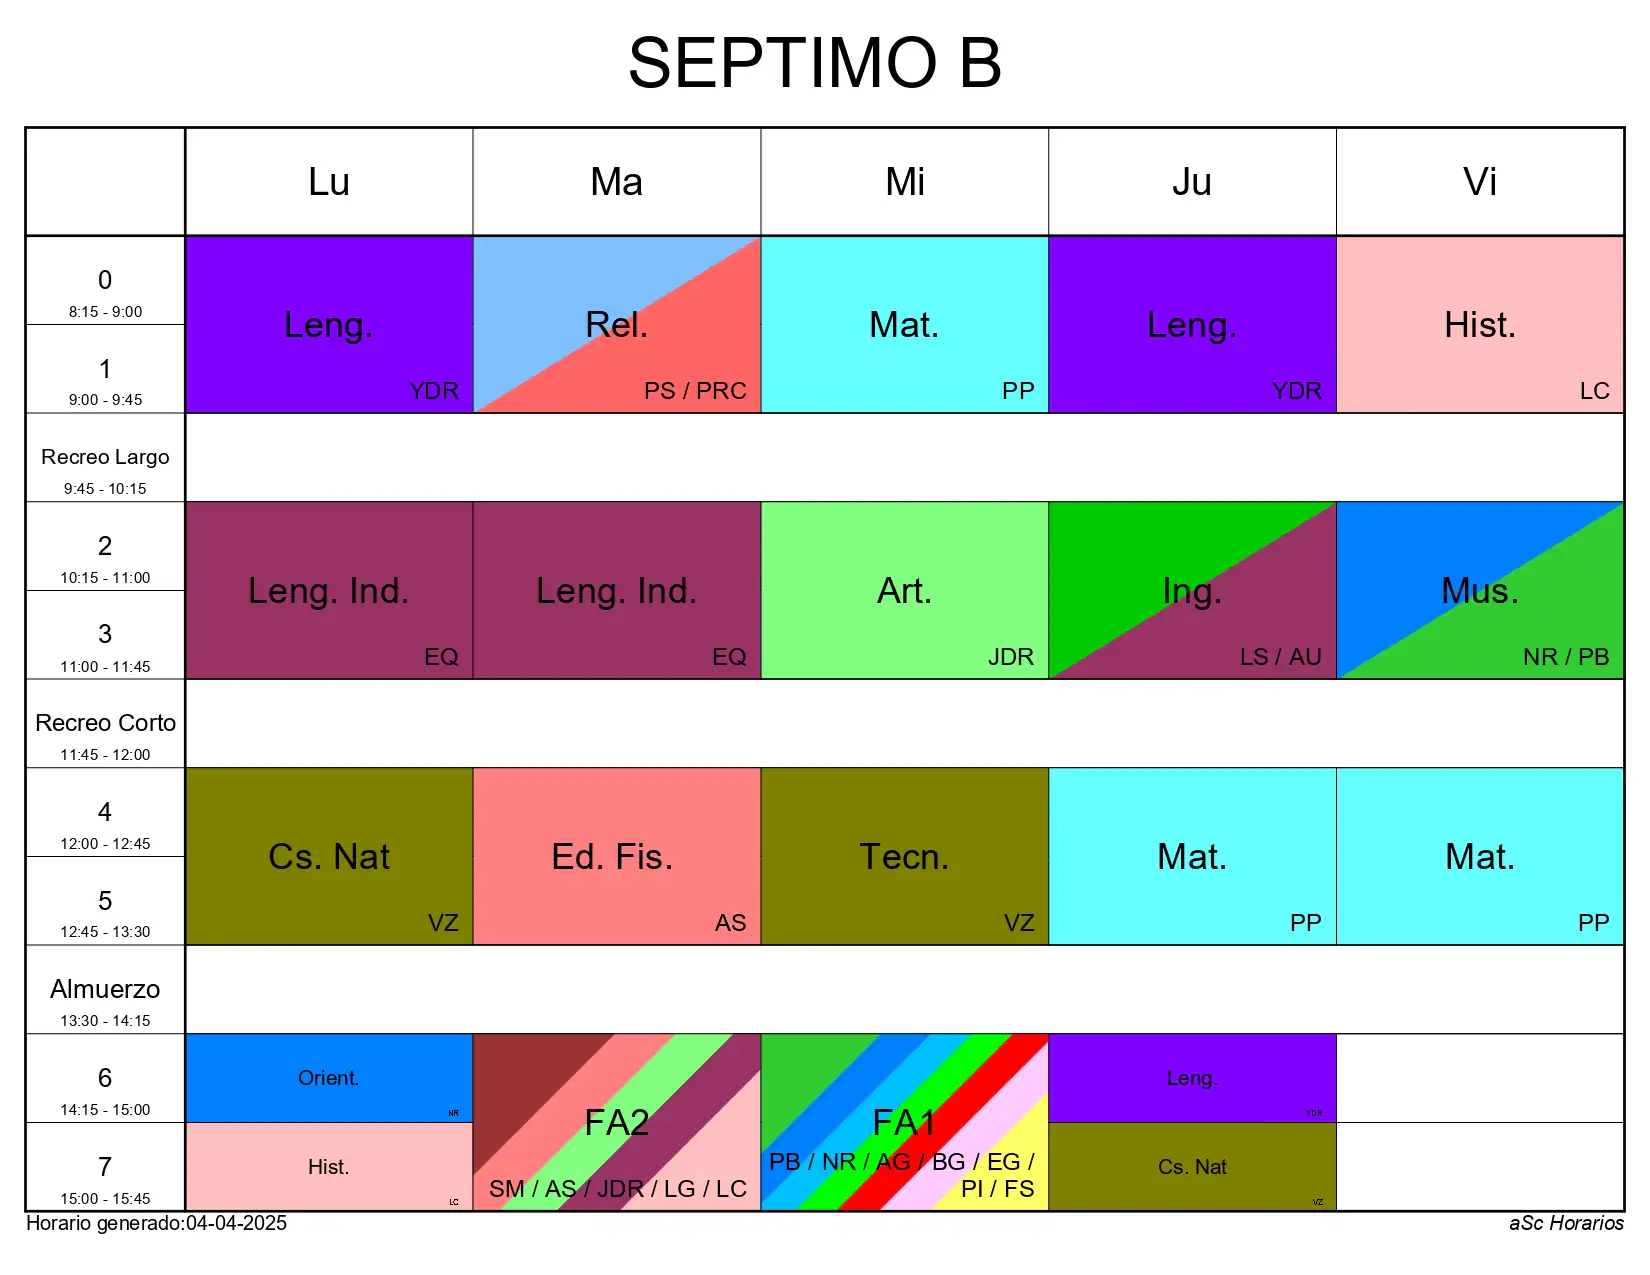 SEPTIMO B
Lu Ma Mi Ju Vi
0
8:15 - 9:00
Leng. Rel. Mat. Leng. Hist.
1
9:00 - 9:45
YDR PS / PRC PP YDR LC
Recreo Largo
9:45 - 10:15
2
10:15 - 11:00
Leng. Ind. Leng. Ind. Art. Ing. Mus.
3
11:00 - 11:45
EQ EQ JDR LS / AU NR / PB
Recreo Corto
11:45 - 12:00
4
12:00 - 12:45
Cs. Nat Ed. Fis. Tecn. Mat. Mat.
5
12:45 - 13:30
VZ AS VZ PP PP
Almuerzo
13:30 - 14:15
6
14:15 - 15:00
Orient. Leng.
NR YDR
FA2 FA1
PB / NR / AG / BG / EG /
7
15:00 - 15:45
Hist. Cs. Nat
SM / AS / JDR / LG / LC PI / FS
LC VZ
Horario generado:04-04-2025 aSc Horarios